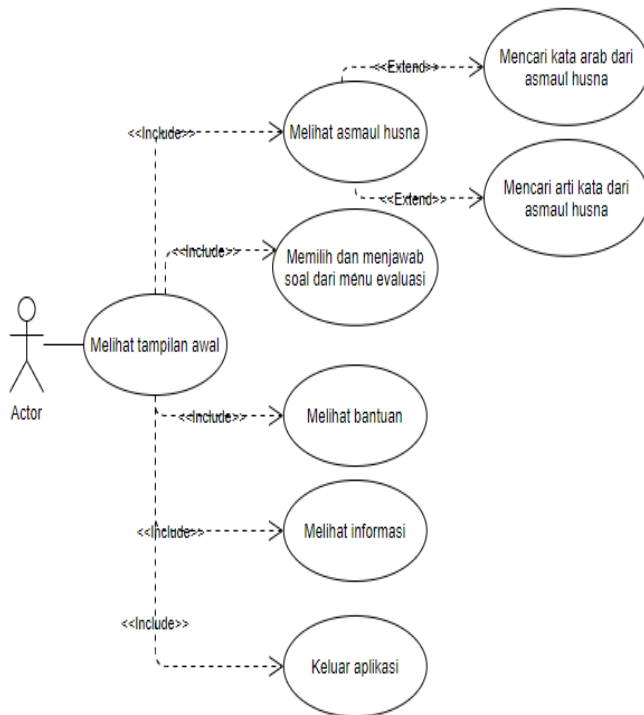 <<Extend>>
Mencari kata arab dari
asmaul husna
<<Include>>
Melihat asmaul husna
<<Extend>>
Mencari arti kata dari
asmaul husna
<<Include>>
Memilih dan menjawab
soal dari menu evaluasi
Actor
Melihat tampilan awal
<<Include>>
Melihat bantuan
<<Include>>
Melihat informasi
<<Include>>
Keluar aplikasi